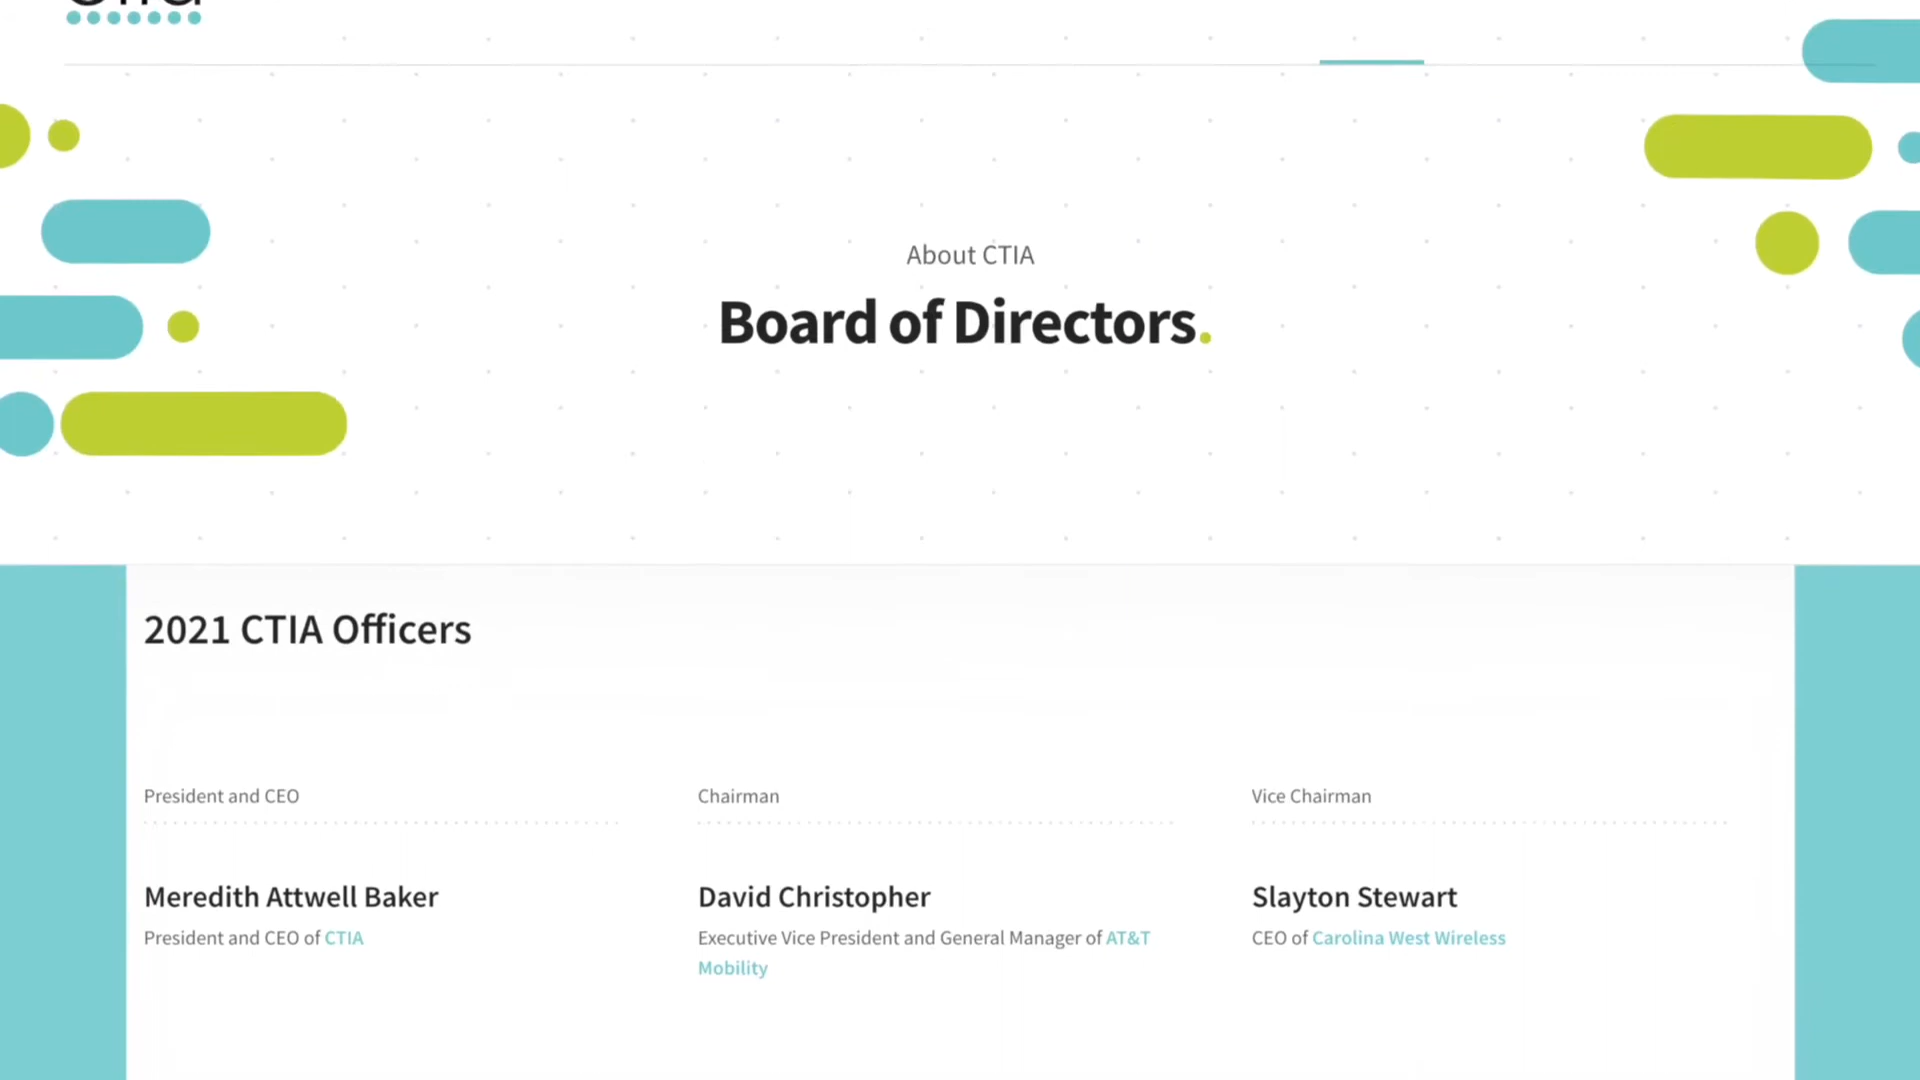 About CTIA
Board of Directors.
2021 CTIA Officers
President and CEO
Chairman
Vice Chairman
Meredith Attwell Baker
David Christopher
Slayton Stewart
President and CEO of CTIA
Executive Vice President and General Manager of AT&T
Mobility
CEO of Carolina West Wireless